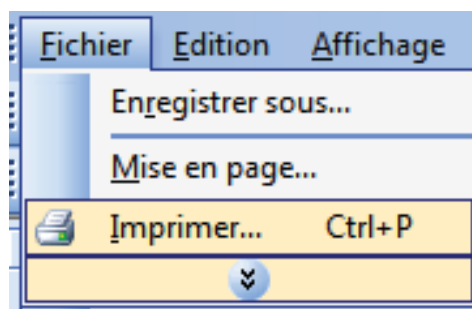 Fichier Edition Affichage
Enregistrer sous...
Mise en page...
Imprimer... Ctrl+P